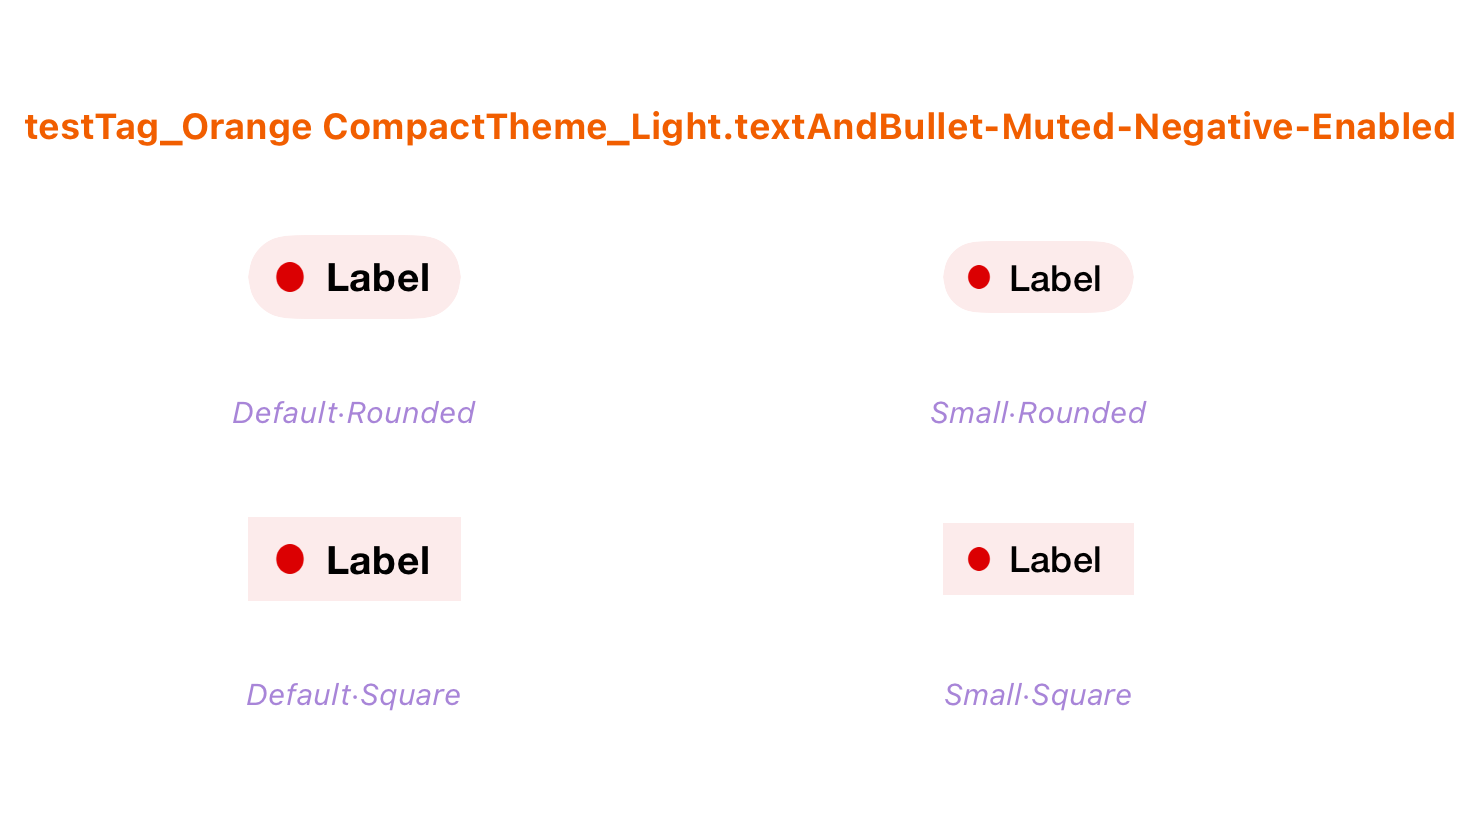 testTag_Orange CompactTheme_Light.textAndBullet-Muted-Negative-Enabled
Label
Label
Default·Rounded
Small·Rounded
Label
Label
Default·Square
Small·Square